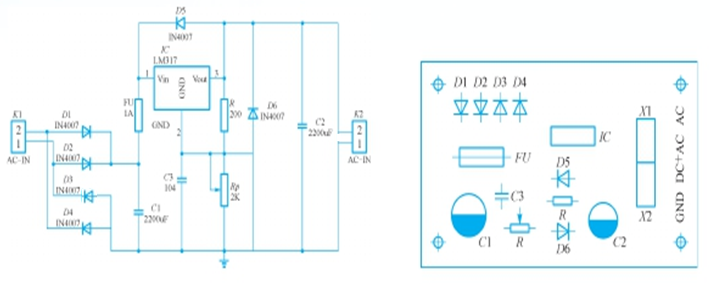 D5
IN4007
IC
LM317
1
Vin
GND
Vout
3
FU
1A
R
200
D6
IN4007
K1
2
1
AC-IN
D1
IN4007
D2
IN4007
D3
IN4007
D4
IN4007
GND
2
C3
104
Rp
2K
C1
2200uF
C2
2200uF
K2
2
1
AC-IN
D1 D2 D3 D4
X1
IC
FU
D5
C3
R
X2
C1
R
D6
C2
GND DC+AC AC